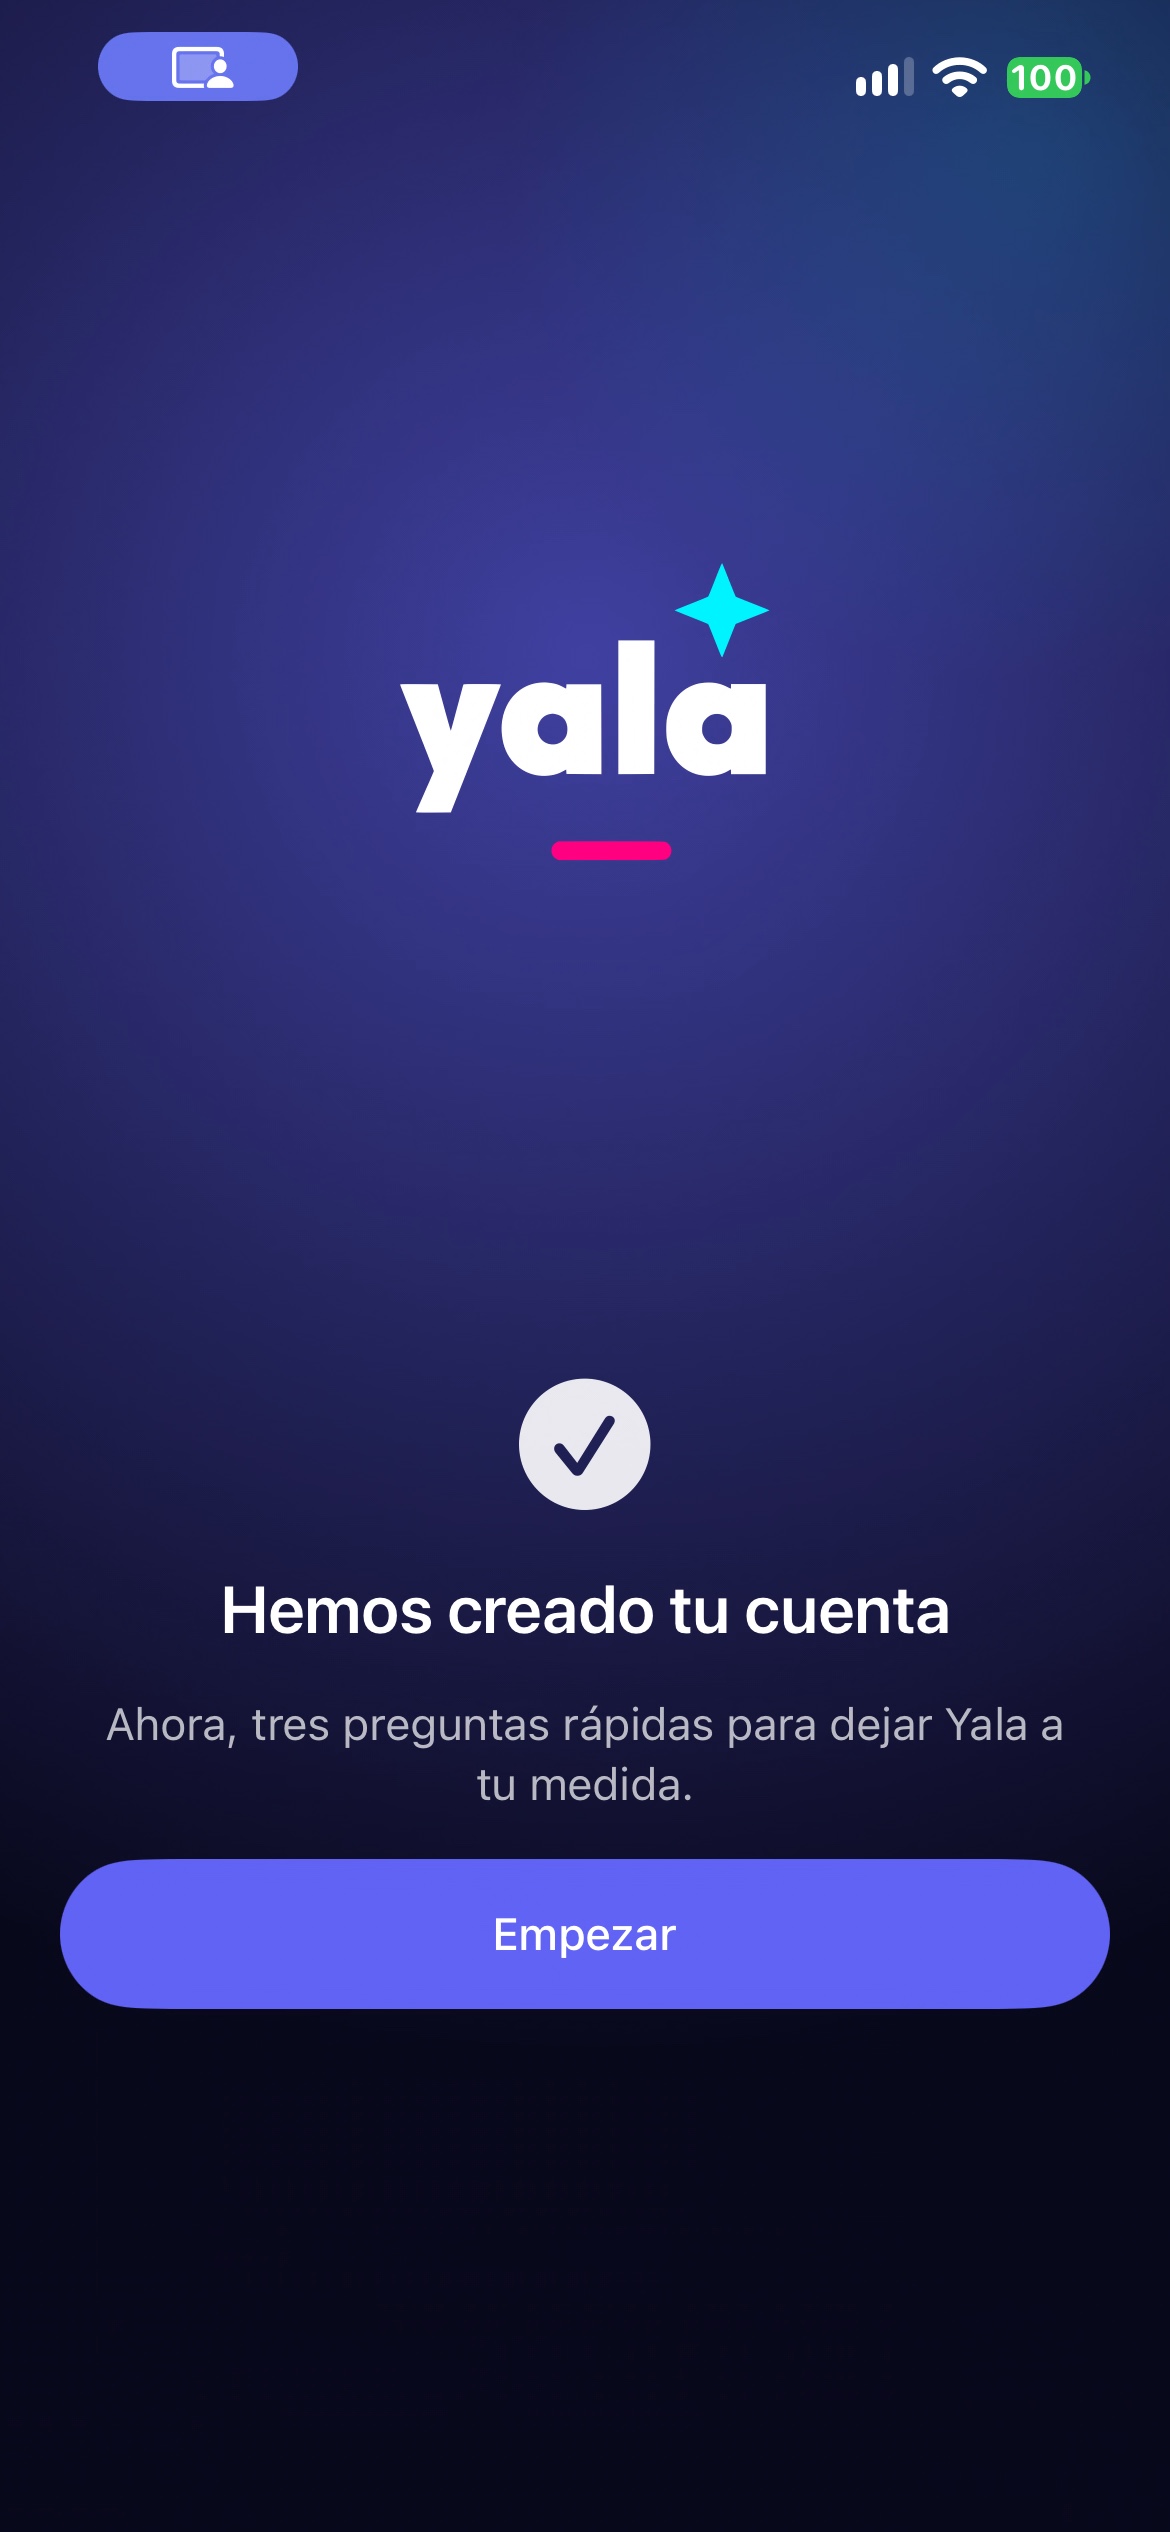 100
yala
Hemos creado tu cuenta
Ahora, tres preguntas rápidas para dejar Yala a
tu medida.
Empezar